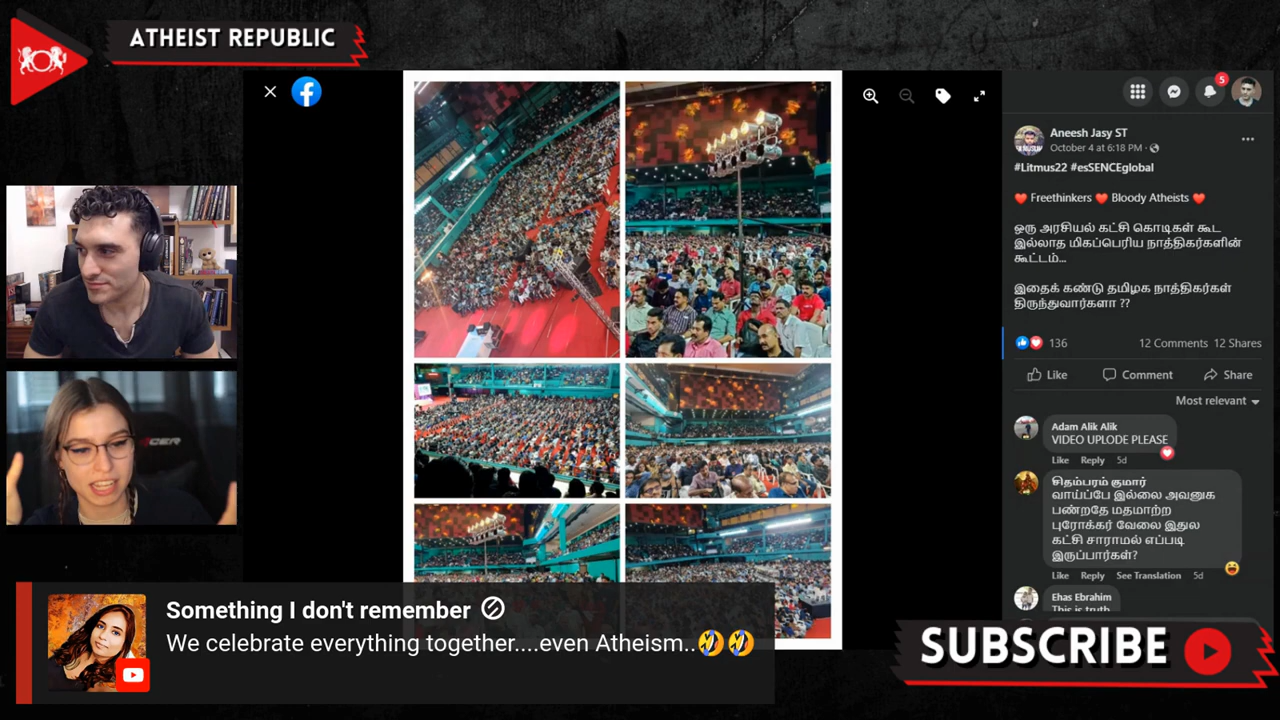 ATHEIST REPUBLIC
5
Aneesh Jasy ST
October 4 at 6:18 PM ·
#Litmus22 #esSENCEglobal
❤️ Freethinkers ❤️ Bloody Atheists ❤️
ஒரு அரசியல் கட்சி கொடிகள் கூட
இல்லாத மிகப்பெரிய நாத்திகர்களின்
கூட்டம்...
இதைக் கண்டு தமிழக நாத்திகர்கள்
திருந்துவார்களா ??
136
12 Comments 12 Shares
Like
Comment
Share
Most relevant
Adam Alik Alik
VIDEO UPLODE PLEASE
Like Reply 5d
சிதம்பரம் குமார்
வாய்ப்பே இல்லை அவனுக
பண்றதே மதமாற்ற
புரோக்கர் வேலை இதுல
கட்சி சாராமல் எப்படி
இருப்பார்கள்?
Like Reply See Translation 5d
Ehas Ebrahim
This is truth
Something I don't remember
We celebrate everything together....even Atheism..🤣🤣
SUBSCRIBE